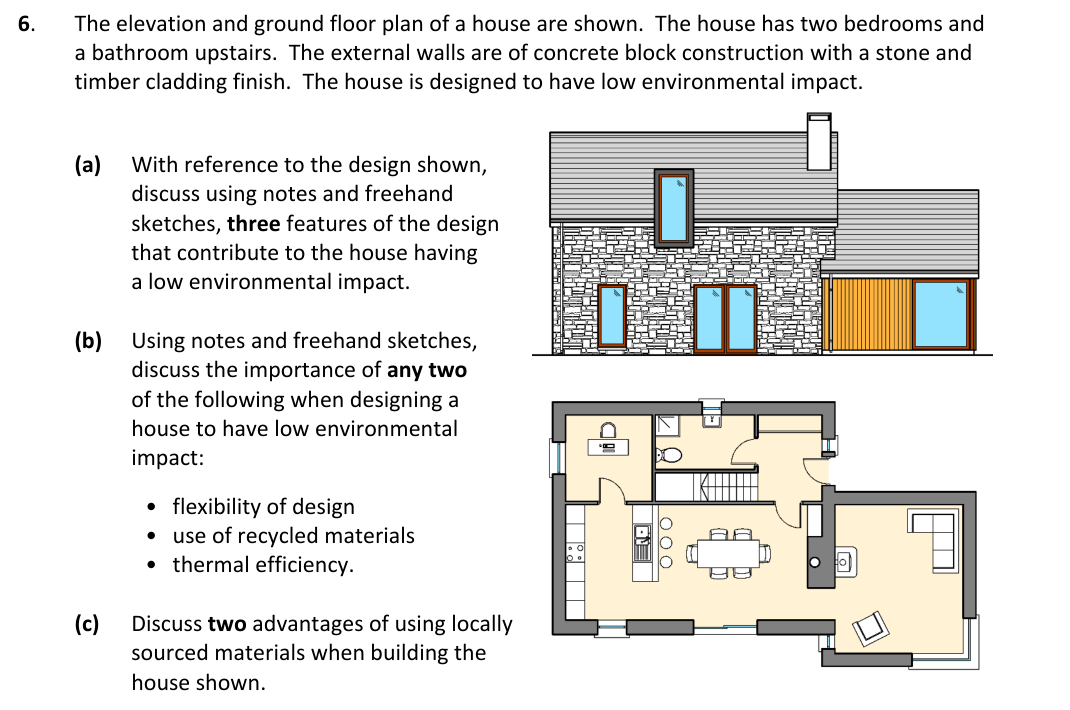 6. The elevation and ground floor plan of a house are shown. The house has two bedrooms and
a bathroom upstairs. The external walls are of concrete block construction with a stone and
timber cladding finish. The house is designed to have low environmental impact.
(a) With reference to the design shown,
discuss using notes and freehand
sketches, three features of the design
that contribute to the house having
a low environmental impact.
(b) Using notes and freehand sketches,
discuss the importance of any two
of the following when designing a
house to have low environmental
impact:
• flexibility of design
• use of recycled materials
• thermal efficiency.
(c) Discuss two advantages of using locally
sourced materials when building the
house shown.